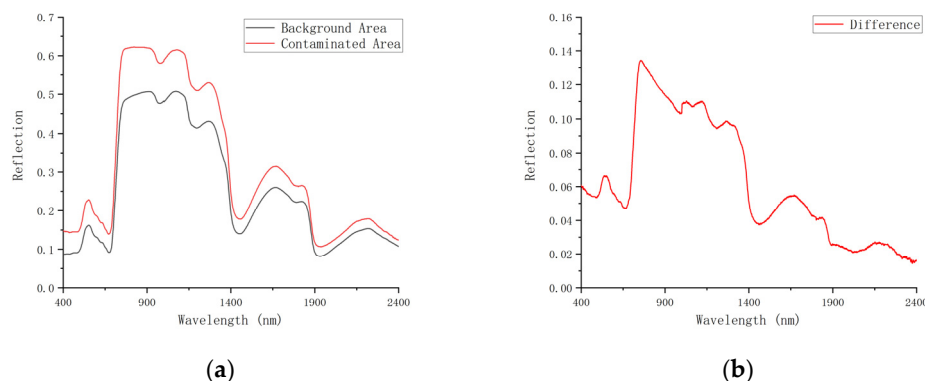 0.7
0.6
0.5
0.4
0.3
0.2
0.1
0.0
Reflection
Background Area
Contaminated Area
400 900 1400 1900 2400
Wavelength (nm)
(a)
0.16
0.14
0.12
0.10
0.08
0.06
0.04
0.02
0.00
Reflection
Difference
400 900 1400 1900 2400
Wavelength (nm)
(b)